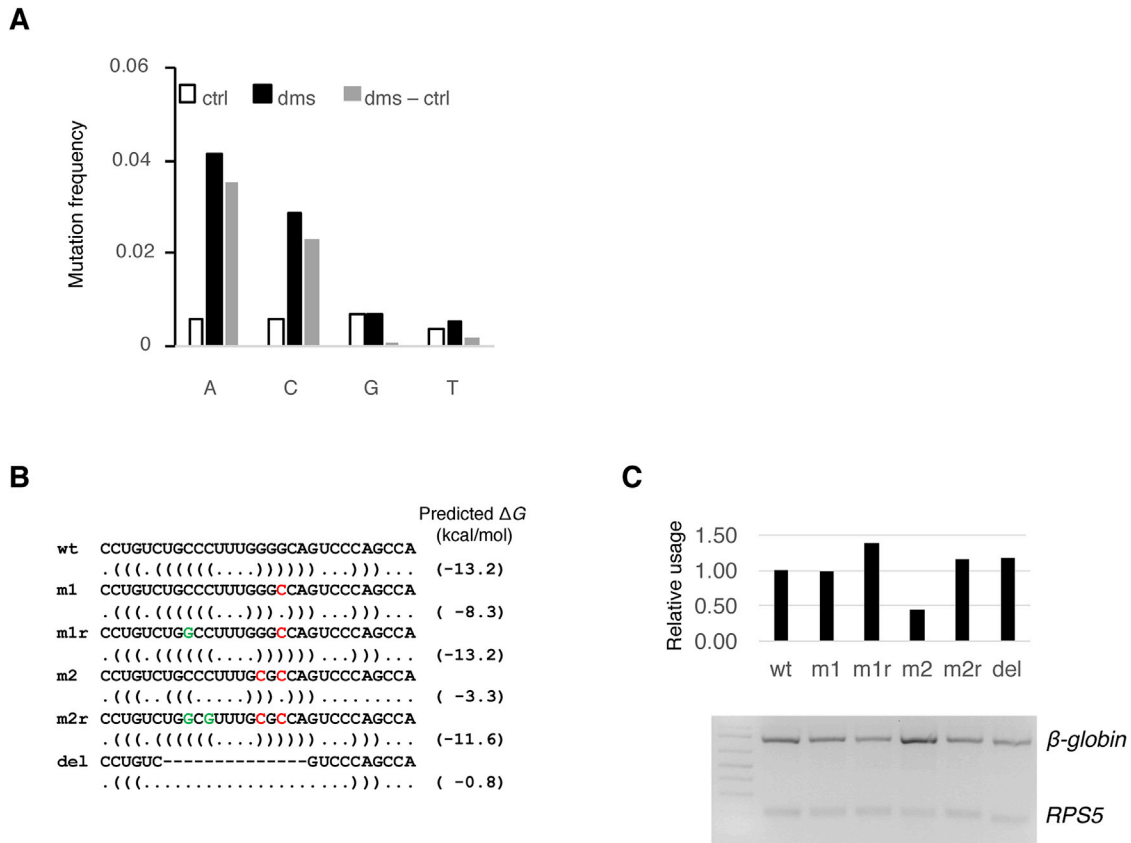 A
0.06
0.04
0.02
0
Mutation frequency
ctrl dms dms – ctrl
A C G T
B
Predicted ΔG
(kcal/mol)
wt CCUGUCUGCCCUUUGGGGCAGUCCCAGCCA
.(((.((((((....))))))...)))... (-13.2)
m1 CCUGUCUGCCCUUUGGGCCAGUCCCAGCCA
.(((.((((((...))).)))...)))... ( -8.3)
m1r CCUGUCUGGCCUUUGGGCCAGUCCCAGCCA
.(((.((((((....))))))...)))... (-13.2)
m2 CCUGUCUGCCCUUUGCGCCAGUCCCAGCCA
.(((..(((.....))).)))......... ( -3.3)
m2r CCUGUCUGGCGUUUGCGCCAGUCCCAGCCA
.(((.((((((....))))))...)))... (-11.6)
del CCUGUC--------------GUCCCAGCCA
.(((....................)))... ( -0.8)
C
Relative usage
1.50
1.00
0.50
0.00
wt m1 m1r m2 m2r del
β-globin
RPS5